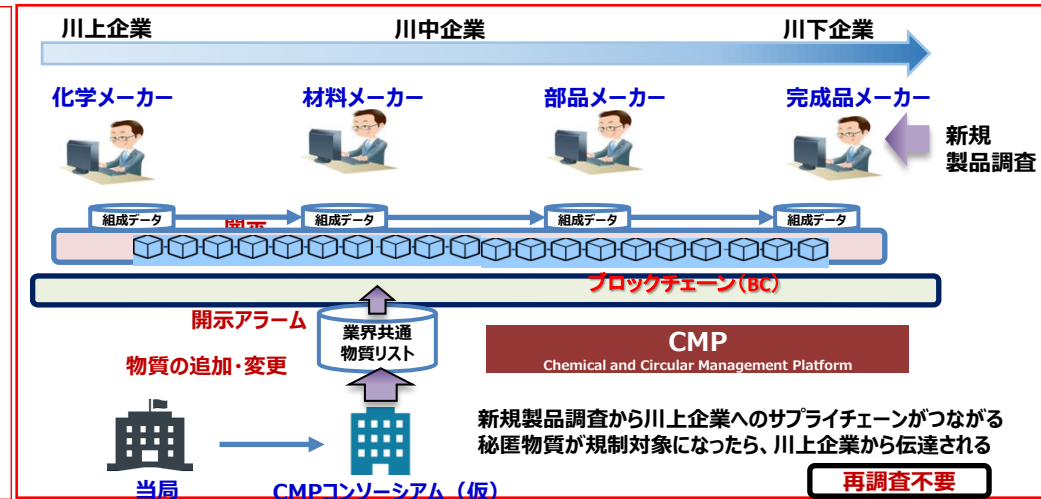 川上企業
川中企業
川下企業
化学メーカー
材料メーカー
部品メーカー
完成品メーカー
新規
製品調査
組成データ
組成データ
組成データ
組成データ
開示
ブロックチェーン(BC)
開示アラーム
業界共通
物質リスト
物質の追加・変更
CMP
Chemical and Circular Management Platform
新規製品調査から川上企業へのサプライチェーンがつながる
秘匿物質が規制対象になったら、川上企業から伝達される
再調査不要
当局
CMPコンソーシアム（仮）